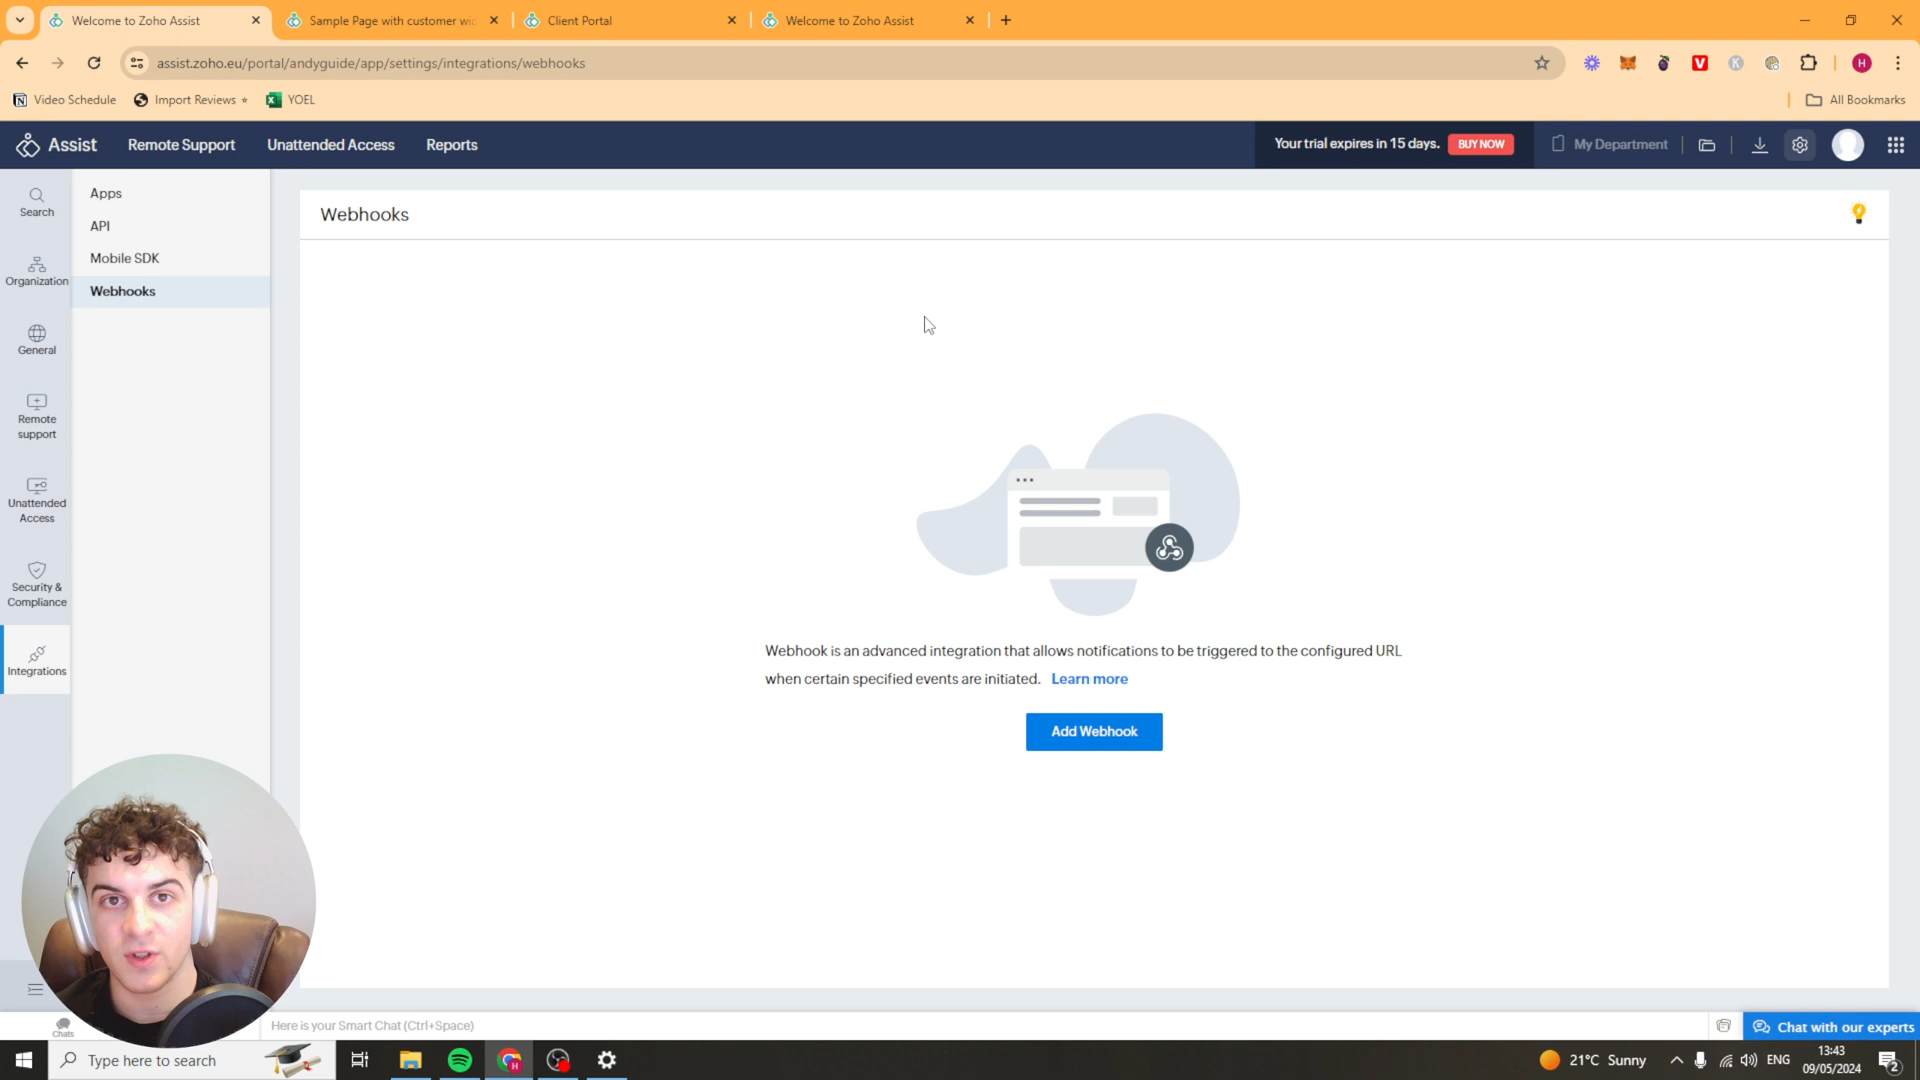 Welcome to Zoho Assist
Sample Page with customer wi
Client Portal
Welcome to Zoho Assist
assist.zoho.eu/portal/andyguide/app/settings/integrations/webhooks
Video Schedule
Import Reviews
YOEL
All Bookmarks
Assist
Remote Support
Unattended Access
Reports
Your trial expires in 15 days.
BUY NOW
My Department
Search
Organization
General
Remote
support
Unattended
Access
Security &
Compliance
Integrations
Apps
API
Mobile SDK
Webhooks
Webhooks
Webhook is an advanced integration that allows notifications to be triggered to the configured URL
when certain specified events are initiated. Learn more
Add Webhook
Chats
Here is your Smart Chat (Ctrl+Space)
Chat with our experts
Type here to search
21°C Sunny
ENG
13:43
09/05/2024
2